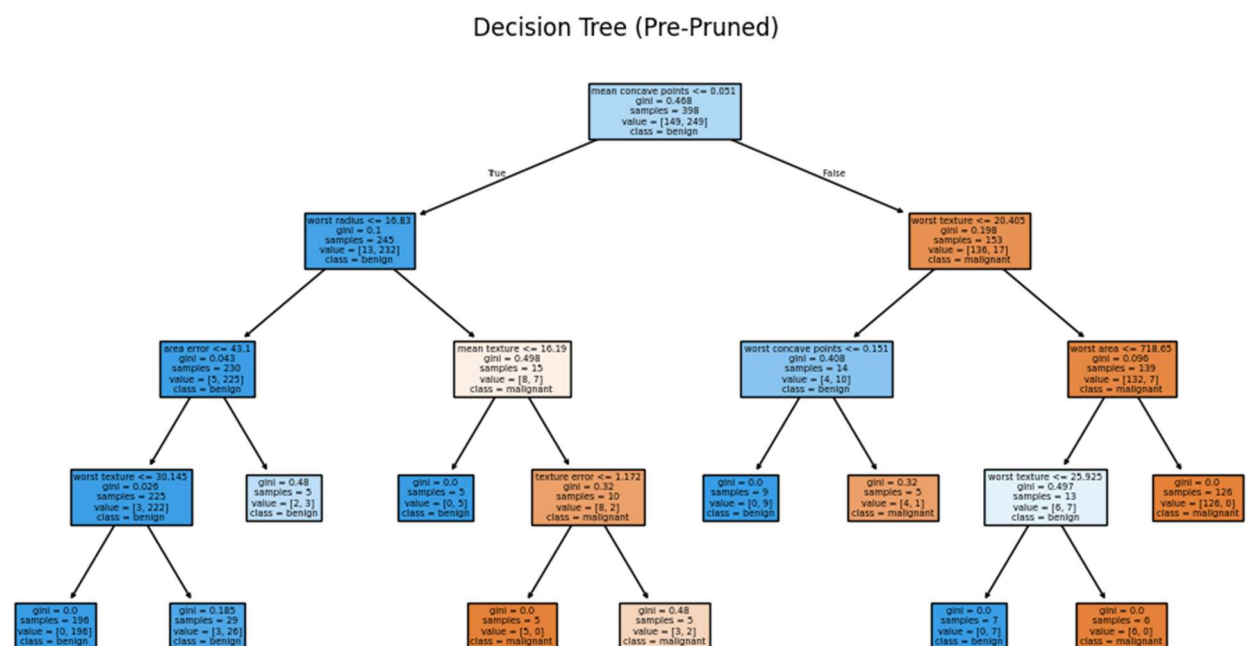 Decision Tree (Pre-Pruned)
mean concave points <= 0.051
gini = 0.468
samples = 398
value = [149, 249]
class = benign
True
False
worst radius <= 16.83
gini = 0.1
samples = 245
value = [13, 232]
class = benign
worst texture <= 20.405
gini = 0.198
samples = 153
value = [136, 17]
class = malignant
area error <= 43.1
gini = 0.043
samples = 230
value = [5, 225]
class = benign
mean texture <= 16.19
gini = 0.498
samples = 15
value = [8, 7]
class = malignant
worst concave points <= 0.151
gini = 0.408
samples = 14
value = [4, 10]
class = benign
worst area <= 718.65
gini = 0.096
samples = 139
value = [132, 7]
class = malignant
worst texture <= 30.145
gini = 0.026
samples = 225
value = [3, 222]
class = benign
gini = 0.48
samples = 5
value = [2, 3]
class = benign
gini = 0.0
samples = 5
value = [0, 5]
class = benign
texture error <= 1.172
gini = 0.32
samples = 10
value = [8, 2]
class = malignant
gini = 0.0
samples = 9
value = [0, 9]
class = benign
gini = 0.32
samples = 5
value = [4, 1]
class = malignant
worst texture <= 25.925
gini = 0.497
samples = 13
value = [6, 7]
class = benign
gini = 0.0
samples = 126
value = [126, 0]
class = malignant
gini = 0.0
samples = 196
value = [0, 196]
class = benign
gini = 0.185
samples = 29
value = [3, 26]
class = benign
gini = 0.0
samples = 5
value = [5, 0]
class = malignant
gini = 0.48
samples = 5
value = [3, 2]
class = malignant
gini = 0.0
samples = 7
value = [0, 7]
class = benign
gini = 0.0
samples = 6
value = [6, 0]
class = malignant